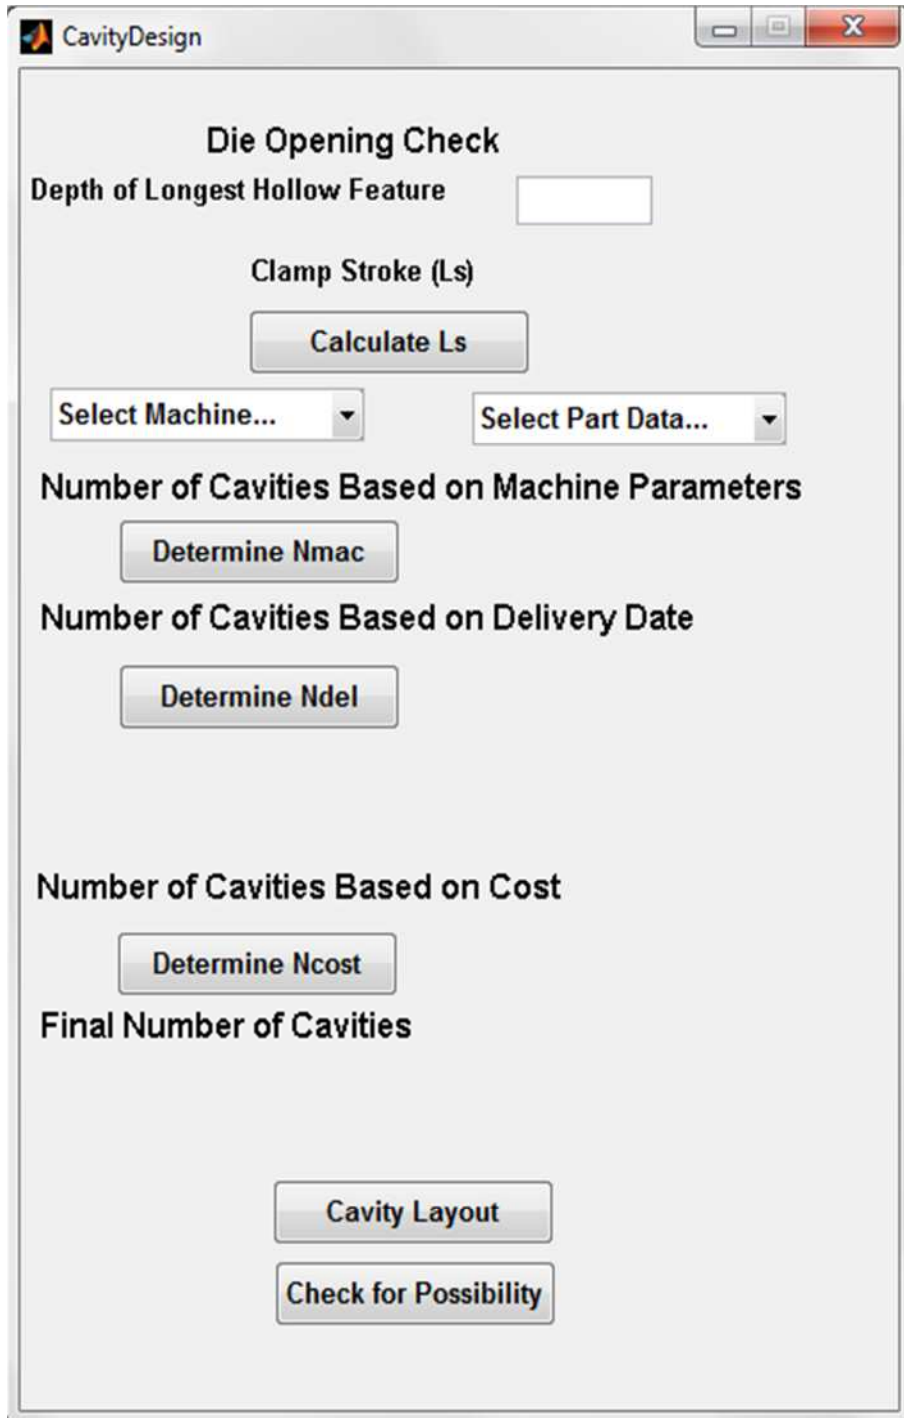 CavityDesign
Die Opening Check
Depth of Longest Hollow Feature
Clamp Stroke (Ls)
Calculate Ls
Select Machine... Select Part Data...
Number of Cavities Based on Machine Parameters
Determine Nmac
Number of Cavities Based on Delivery Date
Determine Ndel
Number of Cavities Based on Cost
Determine Ncost
Final Number of Cavities
Cavity Layout
Check for Possibility